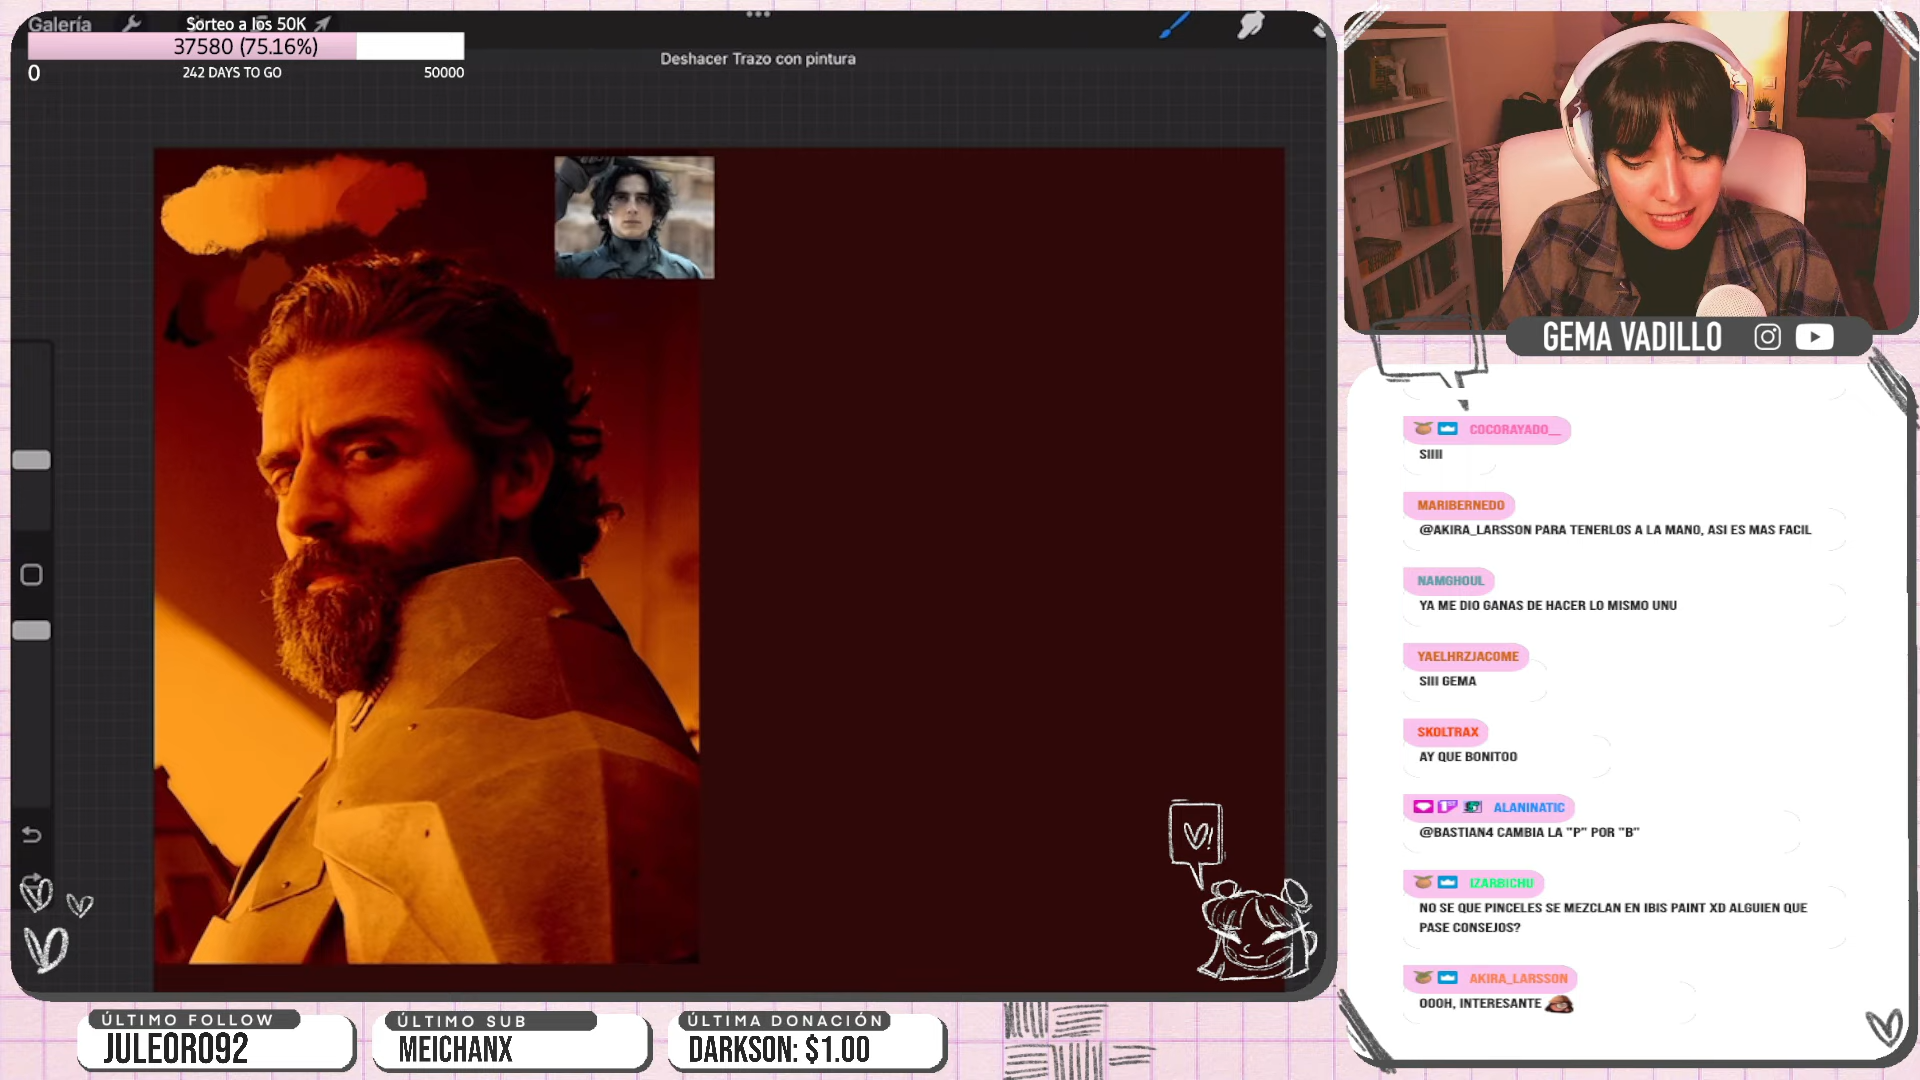 Galería
Sorteo a los 50K
37580 (75.16%)
0
242 DAYS TO GO
50000
Deshacer Trazo con pintura
GEMA VADILLO
COCORAYADO__
SIIII
MARIBERNEDO
@AKIRA_LARSSON PARA TENERLOS A LA MANO, ASI ES MAS FACIL
NAMGHOUL
YA ME DIO GANAS DE HACER LO MISMO UNU
YAELHRZJACOME
SIII GEMA
SKOLTRAX
AY QUE BONITOO
ALANINATIC
@BASTIAN4 CAMBIA LA "P" POR "B"
IZARBICHU
NO SE QUE PINCELES SE MEZCLAN EN IBIS PAINT XD ALGUIEN QUE
PASE CONSEJOS?
AKIRA_LARSSON
OOOH, INTERESANTE
ÚLTIMO FOLLOW
JULEORO92
ÚLTIMO SUB
MEICHANX
ÚLTIMA DONACIÓN
DARKSON: $1.00